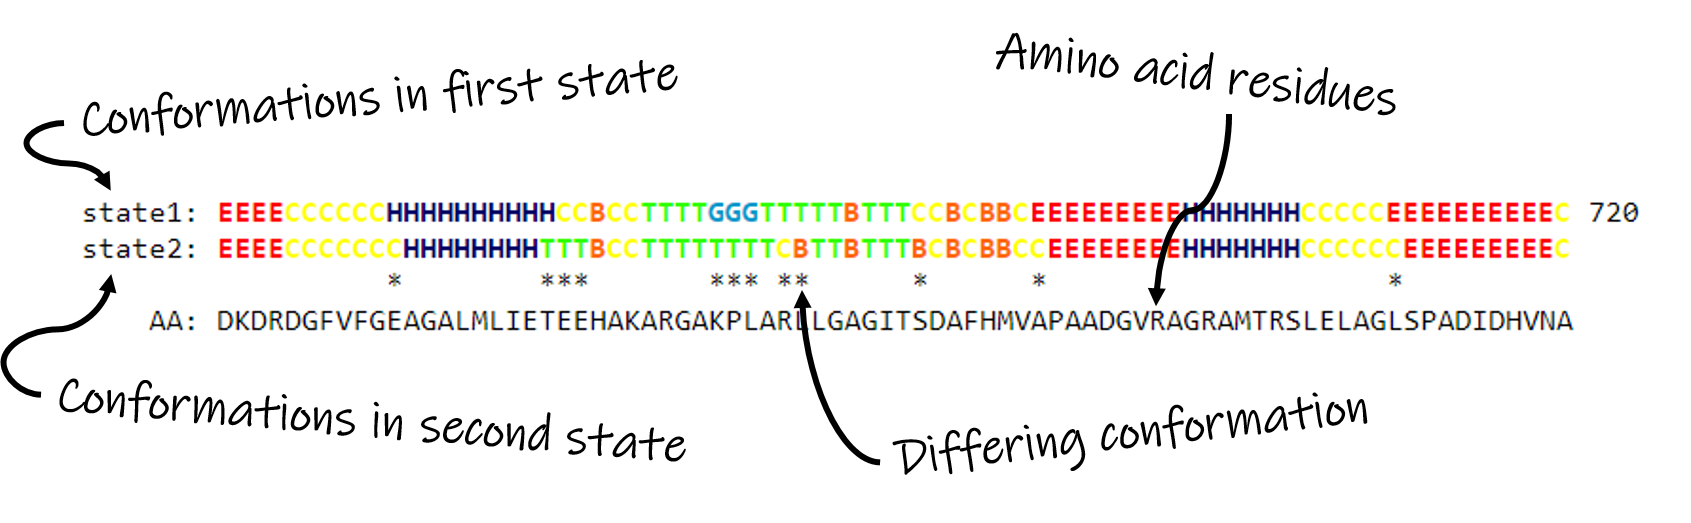 Amino acid residues
Conformations in first state
state1: EEEECCCCCCHHHHHHHHHHCCBCCTTTTGGGTTTTTBTTTCCBCBBCEEEEEEEEEHHHHHHHCCCCCEEEEEEEEEEC 720
state2: EEEECCCCCCCHHHHHHHHTTTBCCTTTTTTTTCBTTBTTTBCBCBBCCEEEEEEEEHHHHHHHCCCCCCEEEEEEEEEC
* *** *** ** * * *
AA: DKDRDGFVFGEAGALMLIETEEHAKARGAKPLARLLGAGITSDAFHMVAPAADGVRAGRAMTRSLELAGLSPADIDHVNA
Conformations in second state
Differing conformation